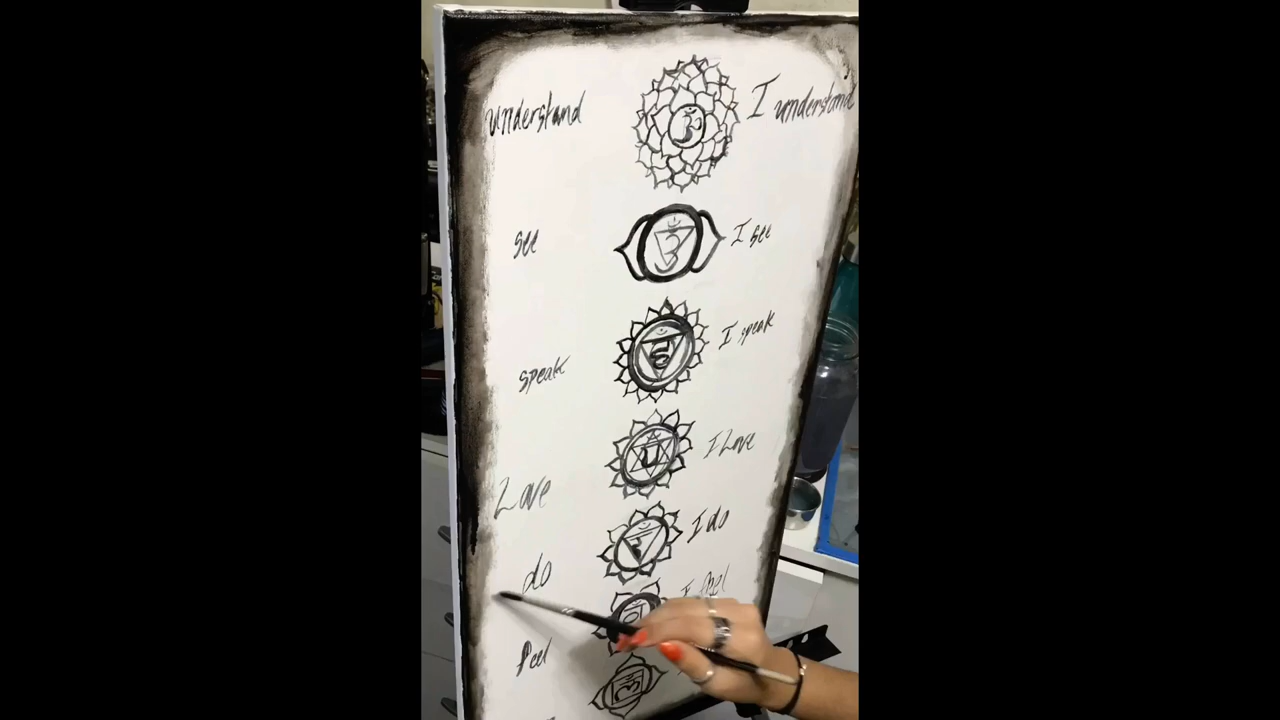 understand ॐ I understand
see ॐ I see
speak हं I speak
Love यं I Love
do रं I do
feel वं I feel
लं